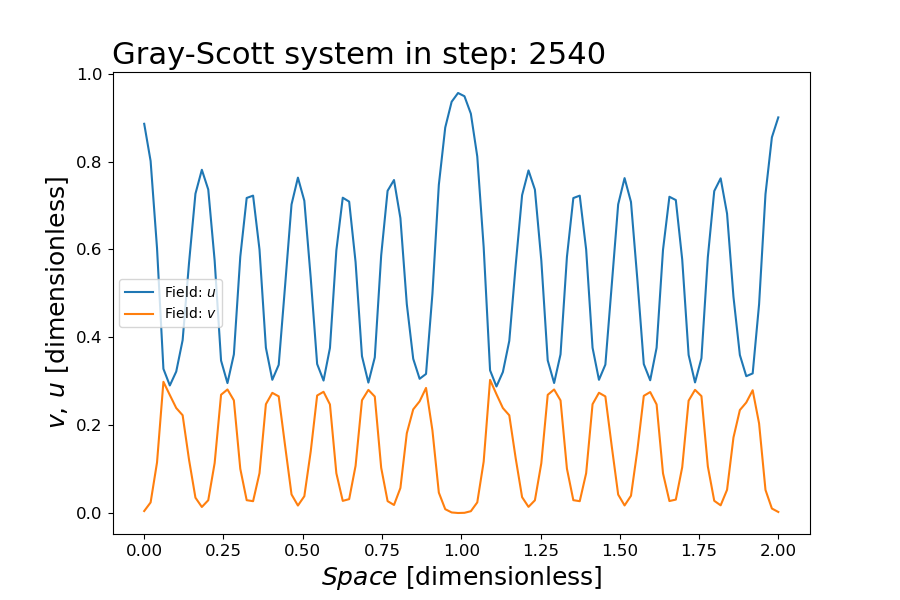 Gray-Scott system in step: 2540
v, u [dimensionless]
1.0
0.8
0.6
0.4
0.2
0.0
Field: u
Field: v
0.00 0.25 0.50 0.75 1.00 1.25 1.50 1.75 2.00
Space [dimensionless]